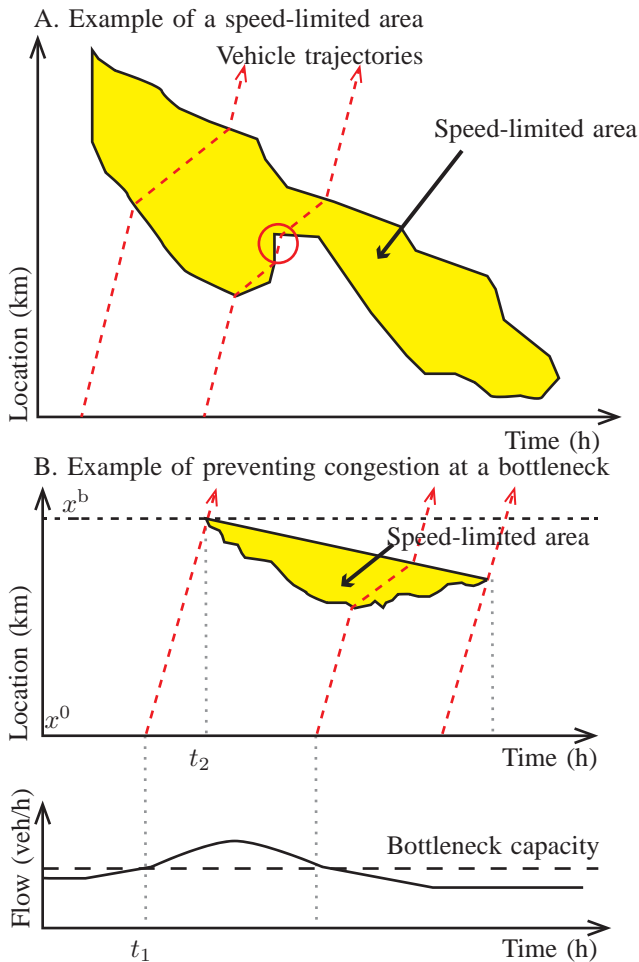 A. Example of a speed-limited area
Vehicle trajectories
Speed-limited area
Location (km)
Time (h)
B. Example of preventing congestion at a bottleneck
x^b
Speed-limited area
Location (km)
x^0
t_2
Time (h)
Flow (veh/h)
Bottleneck capacity
t_1
Time (h)